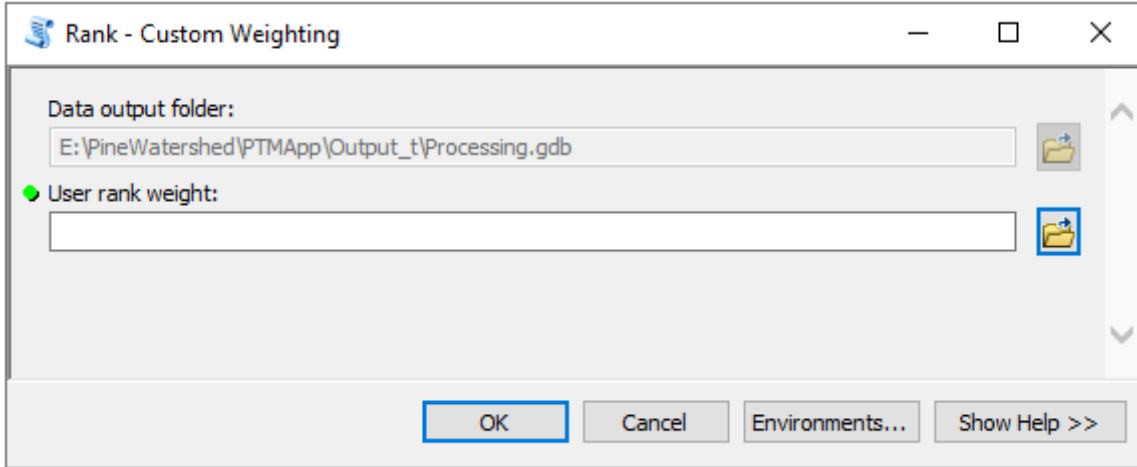 Rank - Custom Weighting
Data output folder:
E:\PineWatershed\PTMApp\Output_t\Processing.gdb
User rank weight:
OK Cancel Environments... Show Help >>